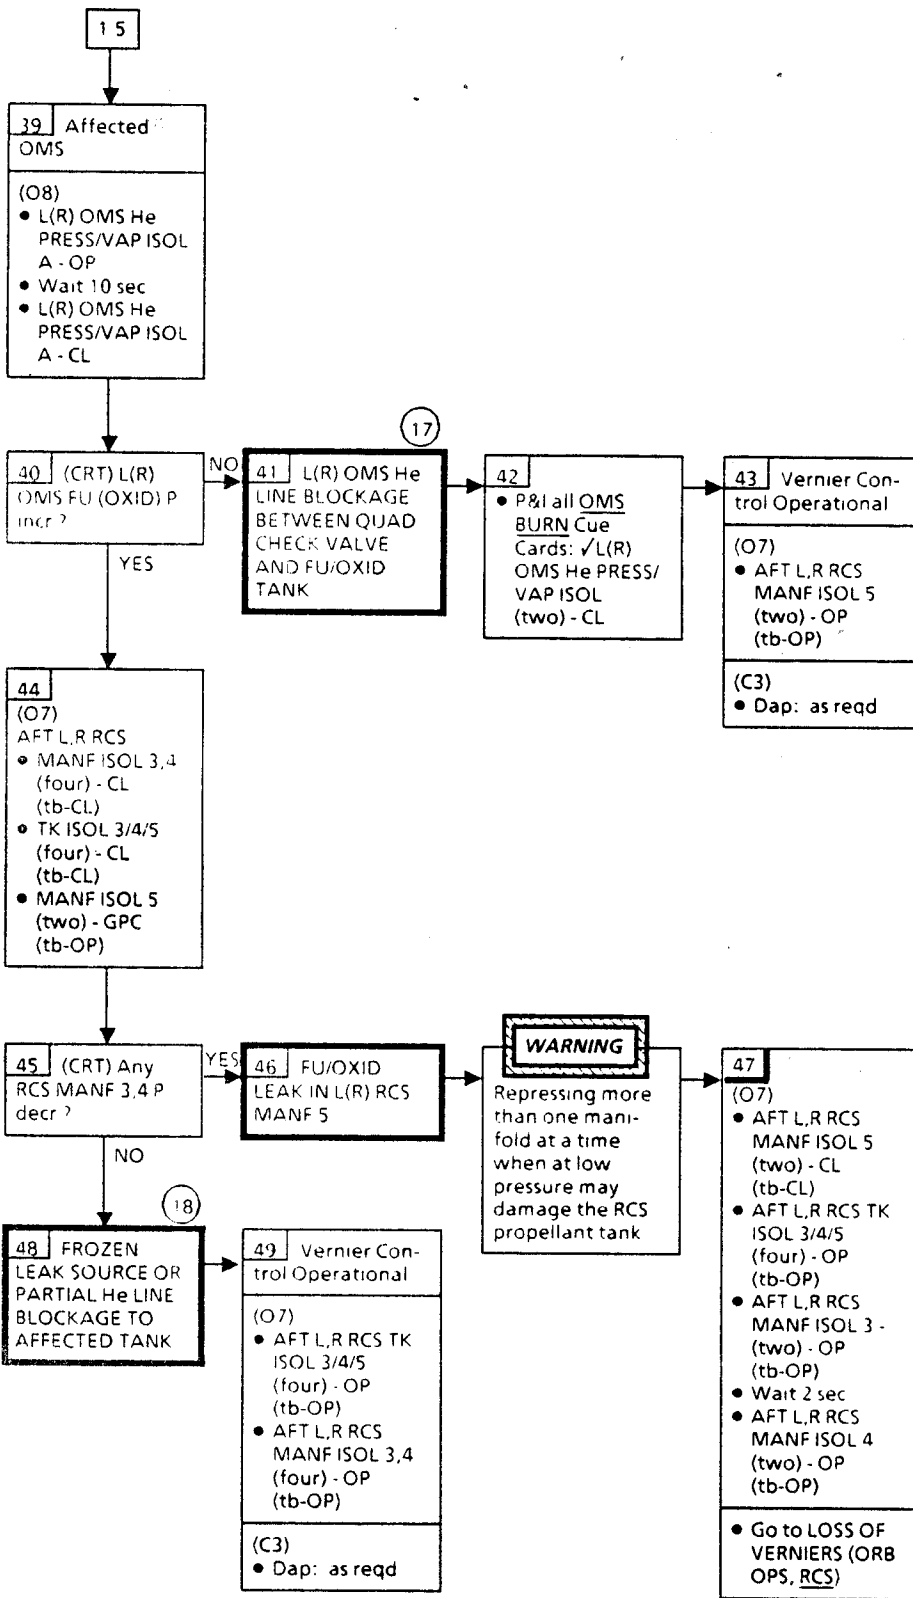 15
39 Affected
OMS
(O8)
• L(R) OMS He
PRESS/VAP ISOL
A - OP
• Wait 10 sec
• L(R) OMS He
PRESS/VAP ISOL
A - CL
40 (CRT) L(R)
OMS FU (OXID) P
incr ?
NO
YES
17
41 L(R) OMS He
LINE BLOCKAGE
BETWEEN QUAD
CHECK VALVE
AND FU/OXID
TANK
42
• P&I all OMS
BURN Cue
Cards: ✓L(R)
OMS He PRESS/
VAP ISOL
(two) - CL
43 Vernier Con-
trol Operational
(O7)
• AFT L,R RCS
MANF ISOL 5
(two) - OP
(tb-OP)
(C3)
• Dap: as reqd
44
(O7)
AFT L,R RCS
• MANF ISOL 3,4
(four) - CL
(tb-CL)
• TK ISOL 3/4/5
(four) - CL
(tb-CL)
• MANF ISOL 5
(two) - GPC
(tb-OP)
45 (CRT) Any
RCS MANF 3,4 P
decr ?
YES
NO
46 FU/OXID
LEAK IN L(R) RCS
MANF 5
WARNING
Repressing more
than one mani-
fold at a time
when at low
pressure may
damage the RCS
propellant tank
47
(O7)
• AFT L,R RCS
MANF ISOL 5
(two) - CL
(tb-CL)
• AFT L,R RCS TK
ISOL 3/4/5
(four) - OP
(tb-OP)
• AFT L,R RCS
MANF ISOL 3 -
(two) - OP
(tb-OP)
• Wait 2 sec
• AFT L,R RCS
MANF ISOL 4
(two) - OP
(tb-OP)
• Go to LOSS OF
VERNIERS (ORB
OPS, RCS)
18
48 FROZEN
LEAK SOURCE OR
PARTIAL He LINE
BLOCKAGE TO
AFFECTED TANK
49 Vernier Con-
trol Operational
(O7)
• AFT L,R RCS TK
ISOL 3/4/5
(four) - OP
(tb-OP)
• AFT L,R RCS
MANF ISOL 3,4
(four) - OP
(tb-OP)
(C3)
• Dap: as reqd